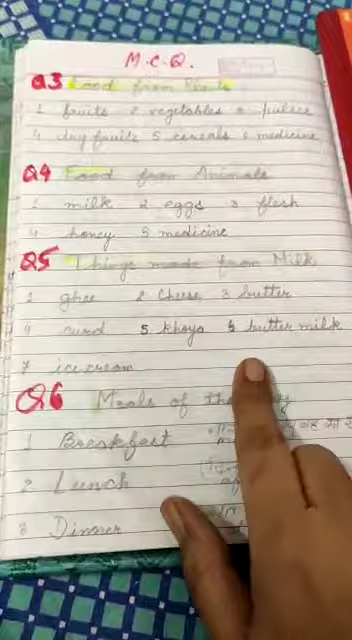 M.C.Q.
Q3 Food from Plants
1 fruits 2 vegetables 3 pulses
4 dry fruits 5 cereals 6 medicine
Q4 Food from Animals
1 milk 2 eggs 3 flesh
4 honey 5 medicine
Q5 Things made from Milk
1 ghee 2 cheese 3 butter
4 curd 5 khoya 6 butter milk
7 ice cream
Q6 Meals of the
1 Breakfast
2 Lunch
3 Dinner